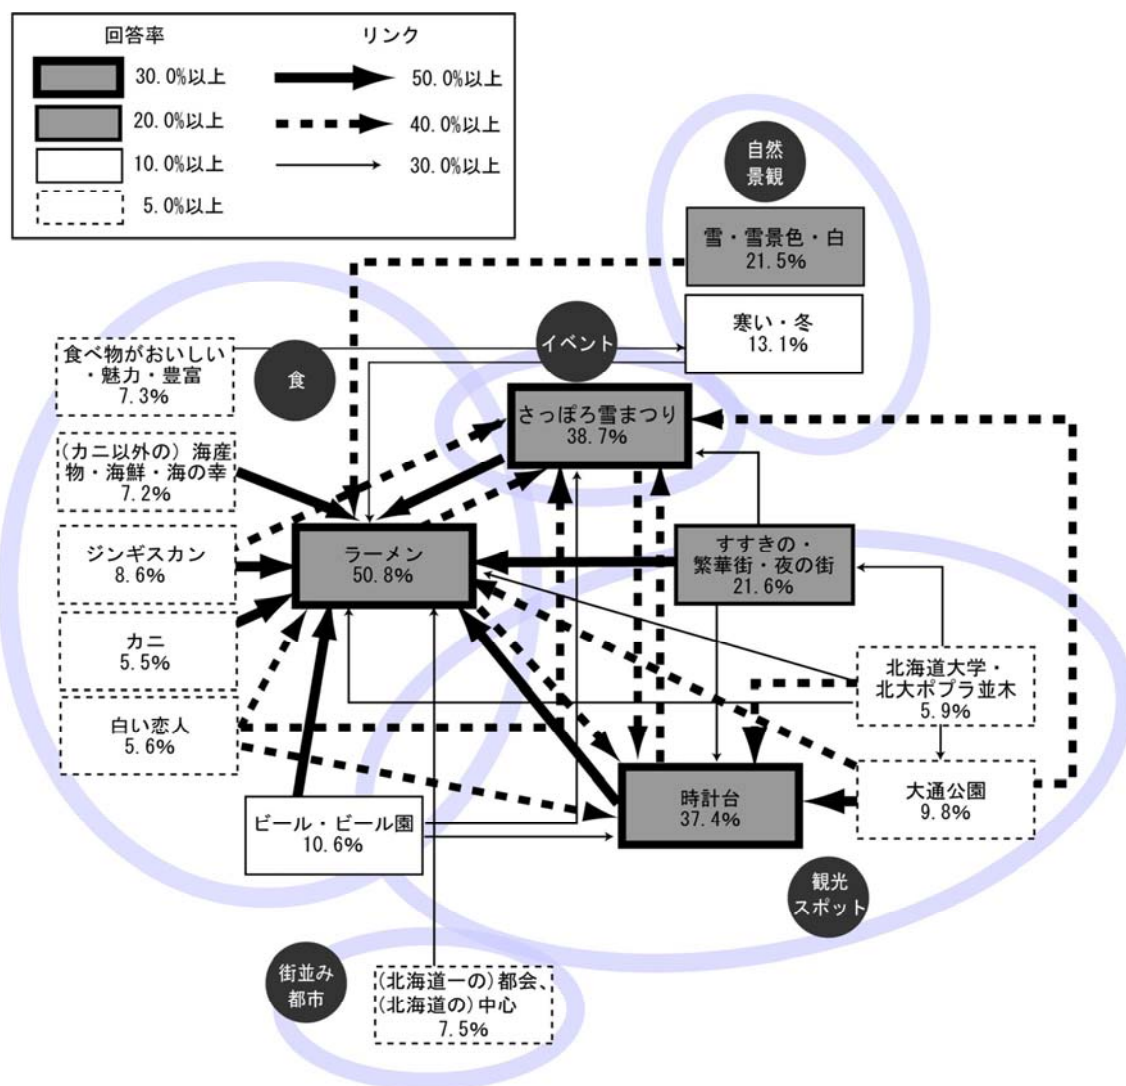 回答率
リンク
30.0%以上
50.0%以上
20.0%以上
40.0%以上
10.0%以上
30.0%以上
5.0%以上
自然
景観
雪・雪景色・白
21.5%
寒い・冬
13.1%
イベント
食べ物がおいしい
・魅力・豊富
7.3%
食
さっぽろ雪まつり
38.7%
(カニ以外の) 海産
物・海鮮・海の幸
7.2%
ジンギスカン
8.6%
ラーメン
50.8%
すすきの・
繁華街・夜の街
21.6%
カニ
5.5%
北海道大学・
北大ポプラ並木
5.9%
白い恋人
5.6%
時計台
37.4%
大通公園
9.8%
ビール・ビール園
10.6%
観光
スポット
街並み
都市
(北海道一の)都会、
(北海道の)中心
7.5%